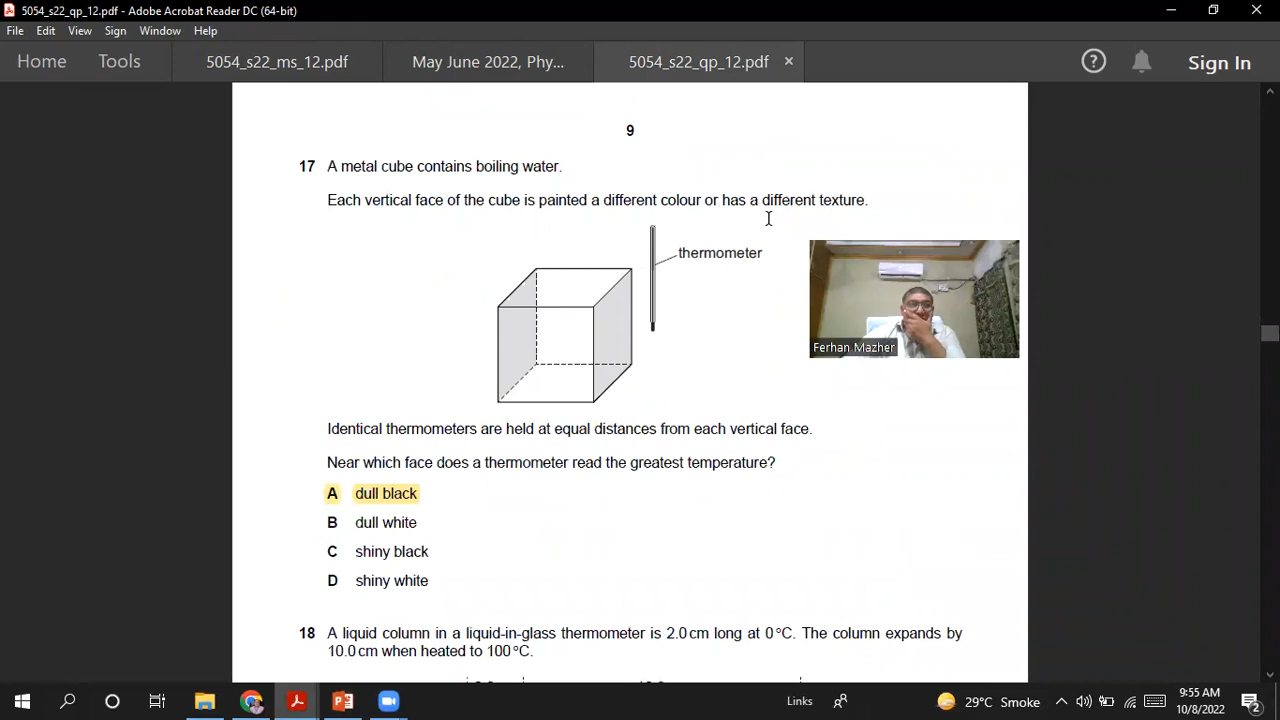 5054_s22_qp_12.pdf - Adobe Acrobat Reader DC (64-bit)
File Edit View Sign Window Help
Home Tools 5054_s22_ms_12.pdf May June 2022, Phy... 5054_s22_qp_12.pdf Sign In
9
17 A metal cube contains boiling water.
Each vertical face of the cube is painted a different colour or has a different texture.
thermometer
Ferhan Mazher
Identical thermometers are held at equal distances from each vertical face.
Near which face does a thermometer read the greatest temperature?
A dull black
B dull white
C shiny black
D shiny white
18 A liquid column in a liquid-in-glass thermometer is 2.0 cm long at 0 °C. The column expands by
10.0 cm when heated to 100 °C.
Links 29°C Smoke 9:55 AM
10/8/2022 2